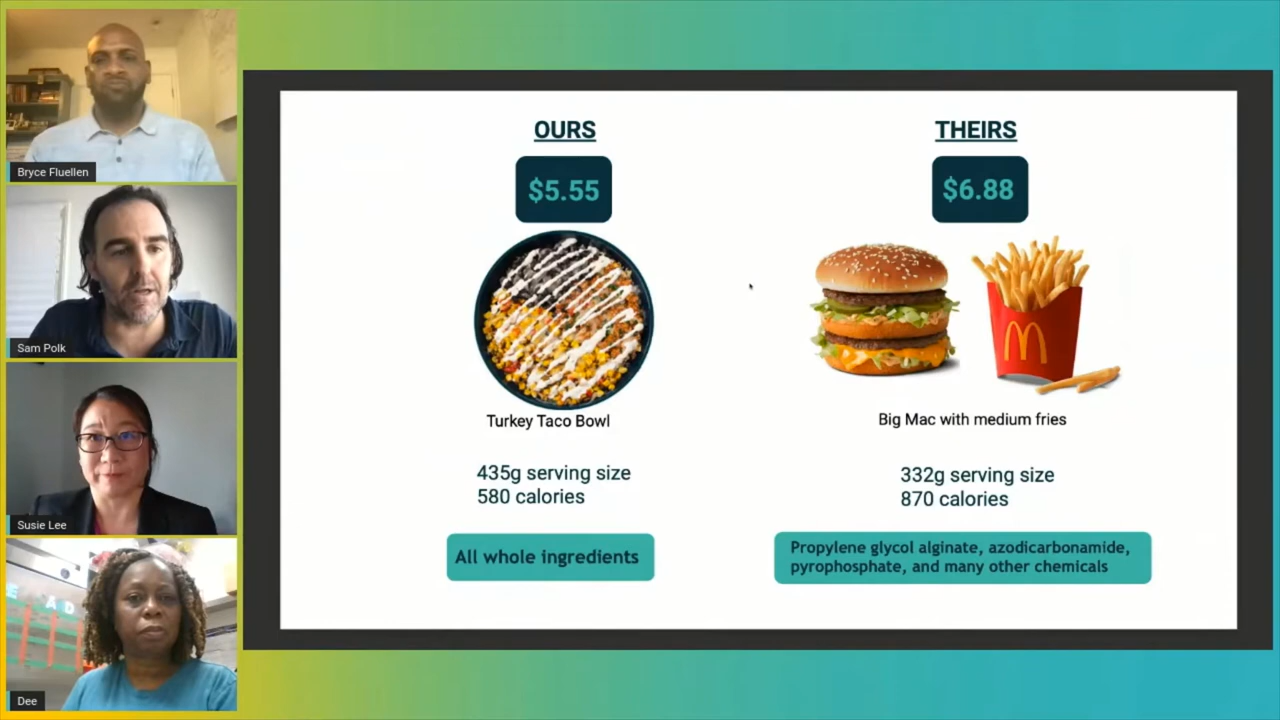 Bryce Fluellen
Sam Polk
Susie Lee
Dee
OURS
$5.55
Turkey Taco Bowl
435g serving size
580 calories
All whole ingredients
THEIRS
$6.88
Big Mac with medium fries
332g serving size
870 calories
Propylene glycol alginate, azodicarbonamide,
pyrophosphate, and many other chemicals